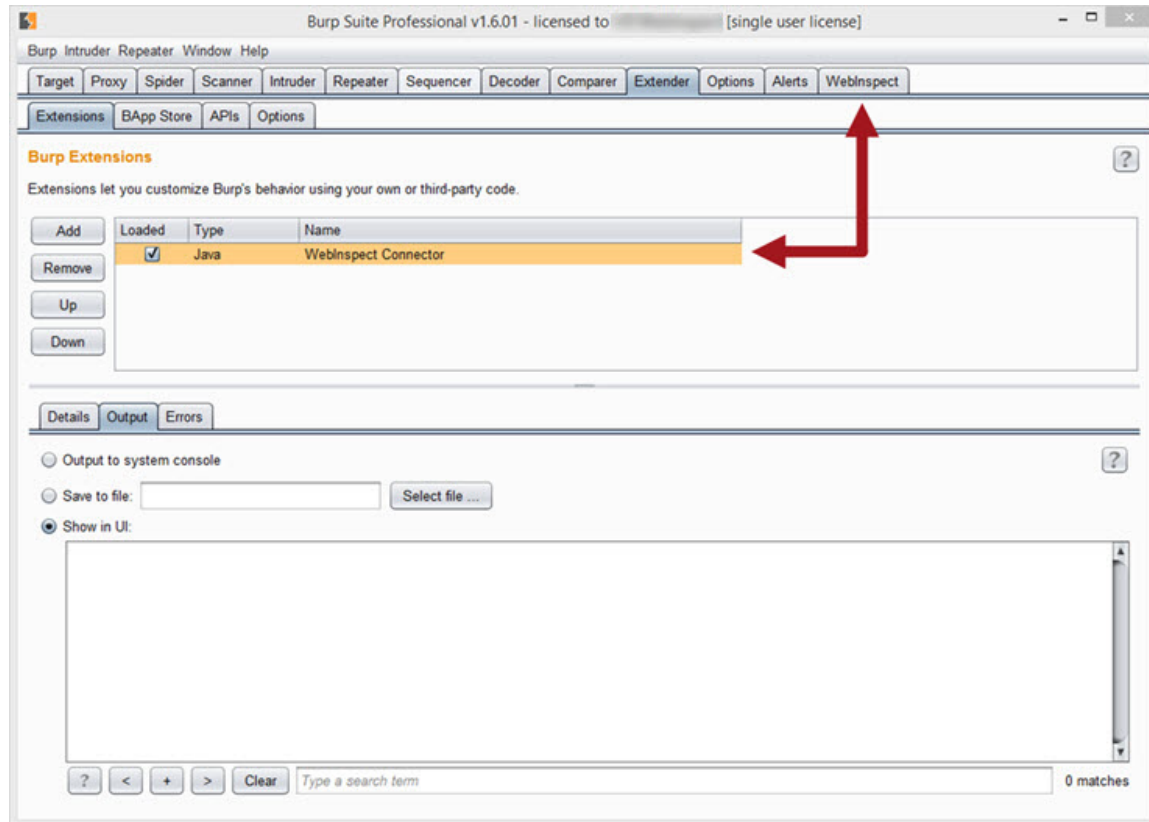 Burp Suite Professional v1.6.01 - licensed to [single user license]
Burp Intruder Repeater Window Help
Target Proxy Spider Scanner Intruder Repeater Sequencer Decoder Comparer Extender Options Alerts WebInspect
Extensions BApp Store APIs Options
Burp Extensions
?
Extensions let you customize Burp's behavior using your own or third-party code.
Add Loaded Type Name
Java WebInspect Connector
Remove
Up
Down
Details Output Errors
Output to system console
?
Save to file: Select file ...
Show in UI:
? < + > Clear Type a search term 0 matches